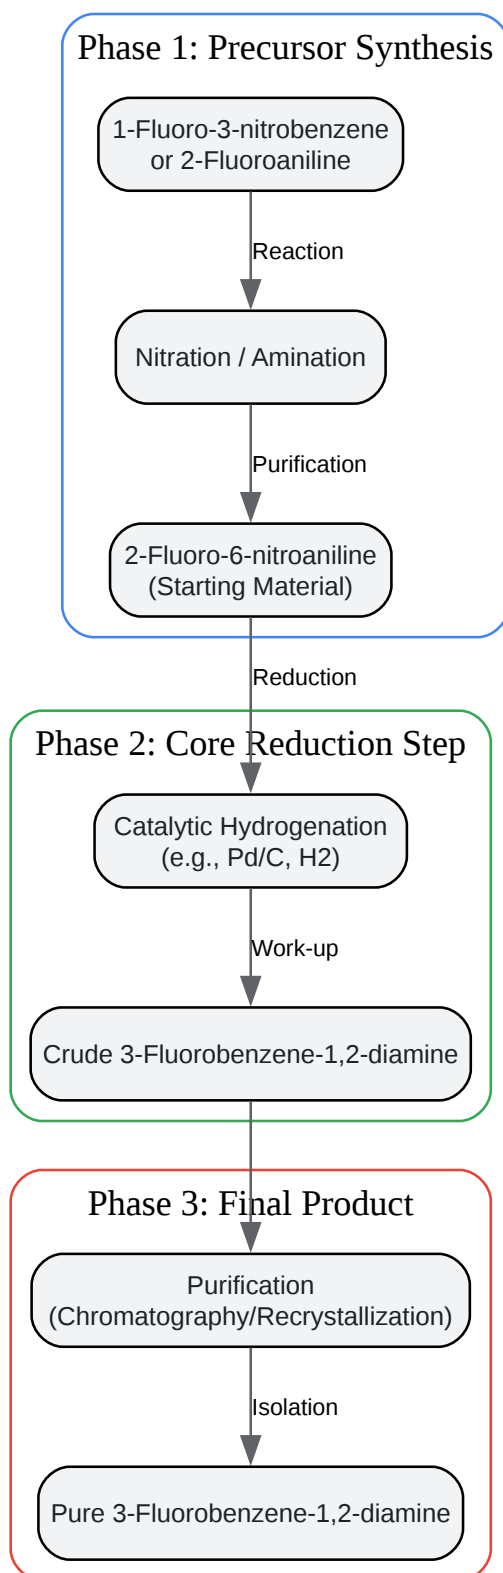 Phase 1: Precursor Synthesis
1-Fluoro-3-nitrobenzene
or 2-Fluoroaniline
Reaction
Nitration / Amination
Purification
2-Fluoro-6-nitroaniline
(Starting Material)
Reduction
Phase 2: Core Reduction Step
Catalytic Hydrogenation
(e.g., Pd/C, H2)
Work-up
Crude 3-Fluorobenzene-1,2-diamine
Phase 3: Final Product
Purification
(Chromatography/Recrystallization)
Isolation
Pure 3-Fluorobenzene-1,2-diamine